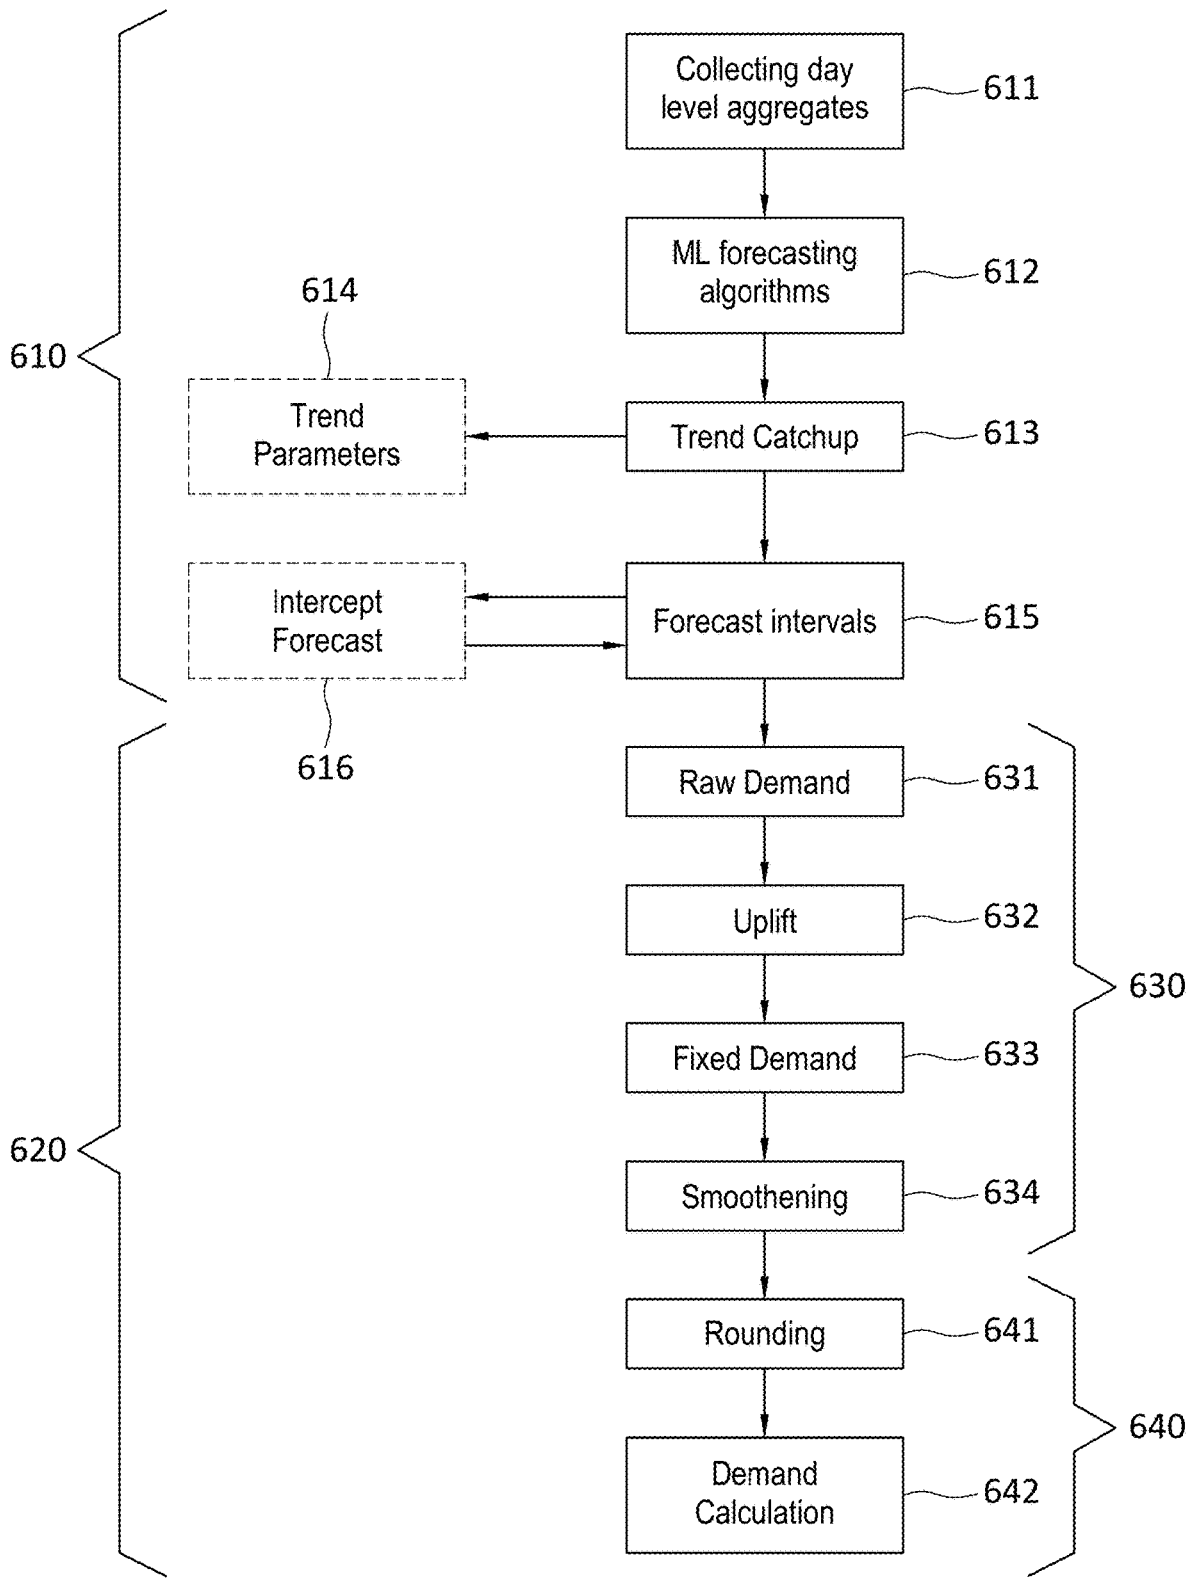 Collecting day
level aggregates
611
ML forecasting
algorithms
612
614
610
Trend
Parameters
Trend Catchup
613
Intercept
Forecast
Forecast intervals
615
616
Raw Demand
631
Uplift
632
630
Fixed Demand
633
620
Smoothening
634
Rounding
641
640
Demand
Calculation
642